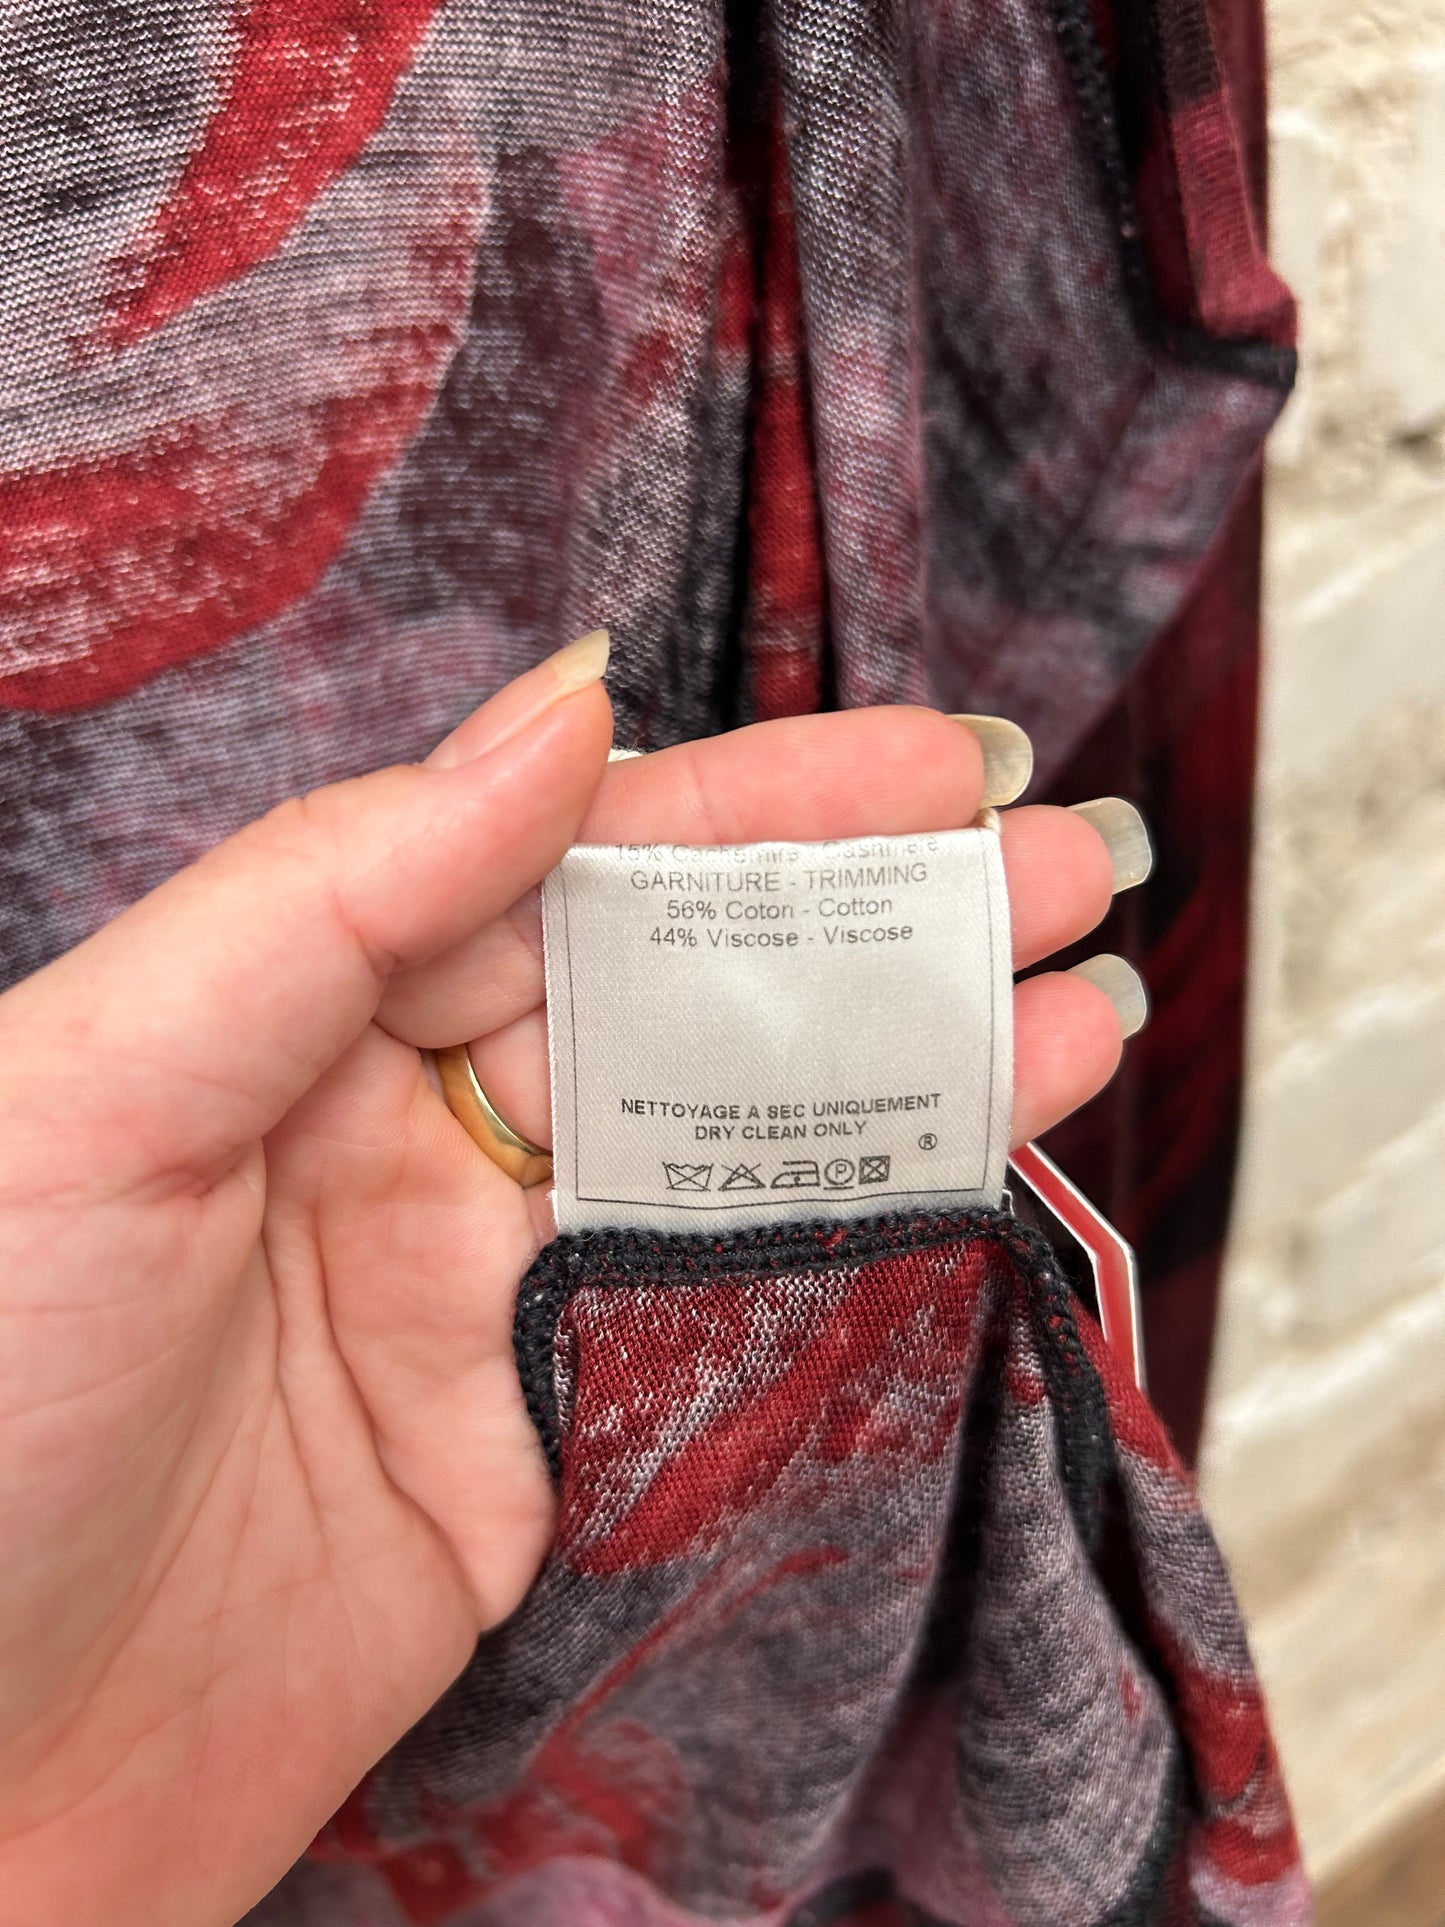 15% Cachemire - Cashmere
GARNITURE - TRIMMING
56% Coton - Cotton
44% Viscose - Viscose
NETTOYAGE A SEC UNIQUEMENT
DRY CLEAN ONLY
®
P